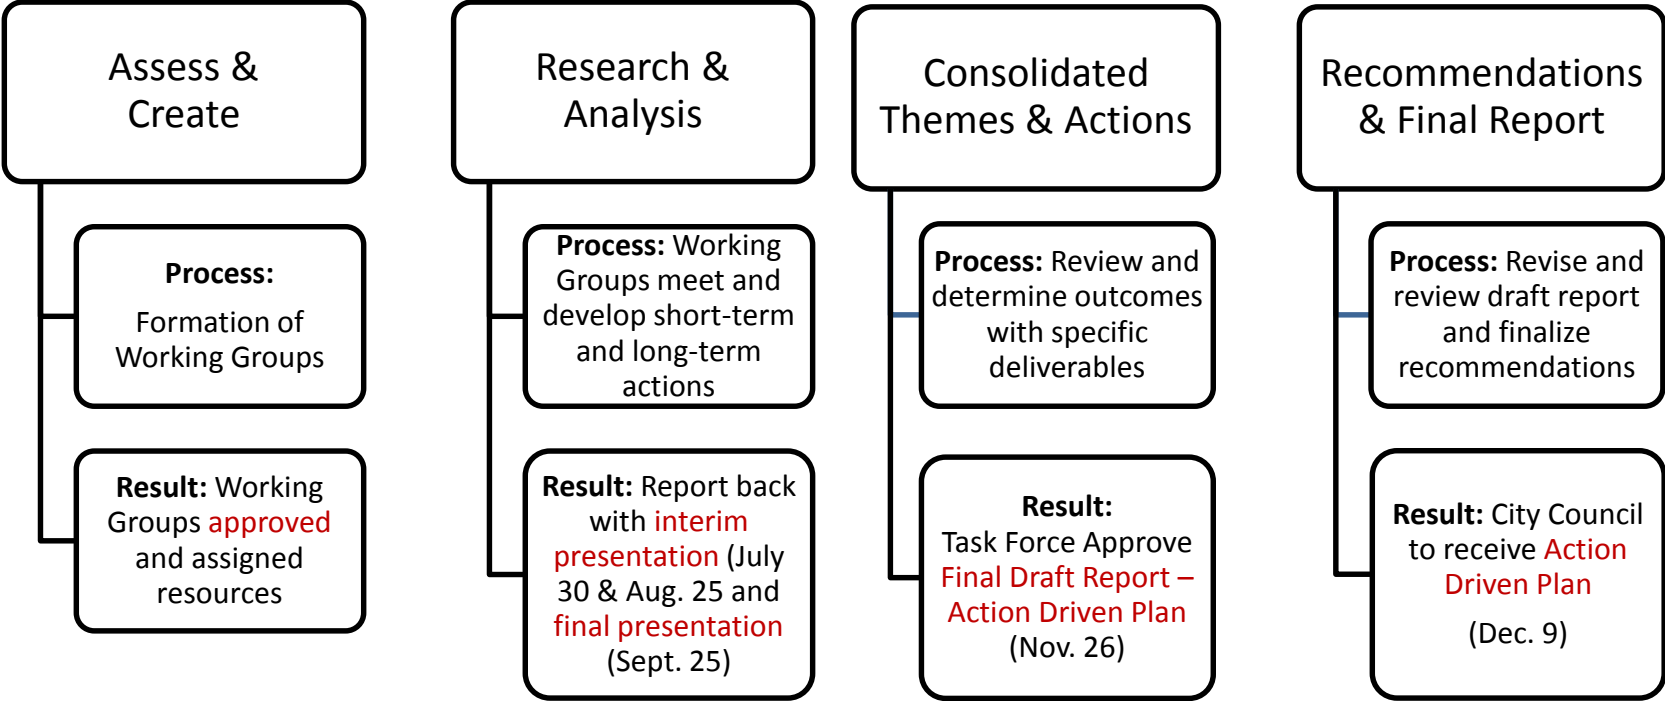 Assess &
Create
Process:
Formation of
Working Groups
Result: Working
Groups approved
and assigned
resources
Research &
Analysis
Process: Working
Groups meet and
develop short-term
and long-term
actions
Result: Report back
with interim
presentation (July
30 & Aug. 25 and
final presentation
(Sept. 25)
Consolidated
Themes & Actions
Process: Review and
determine outcomes
with specific
deliverables
Result:
Task Force Approve
Final Draft Report –
Action Driven Plan
(Nov. 26)
Recommendations
& Final Report
Process: Revise and
review draft report
and finalize
recommendations
Result: City Council
to receive Action
Driven Plan
(Dec. 9)